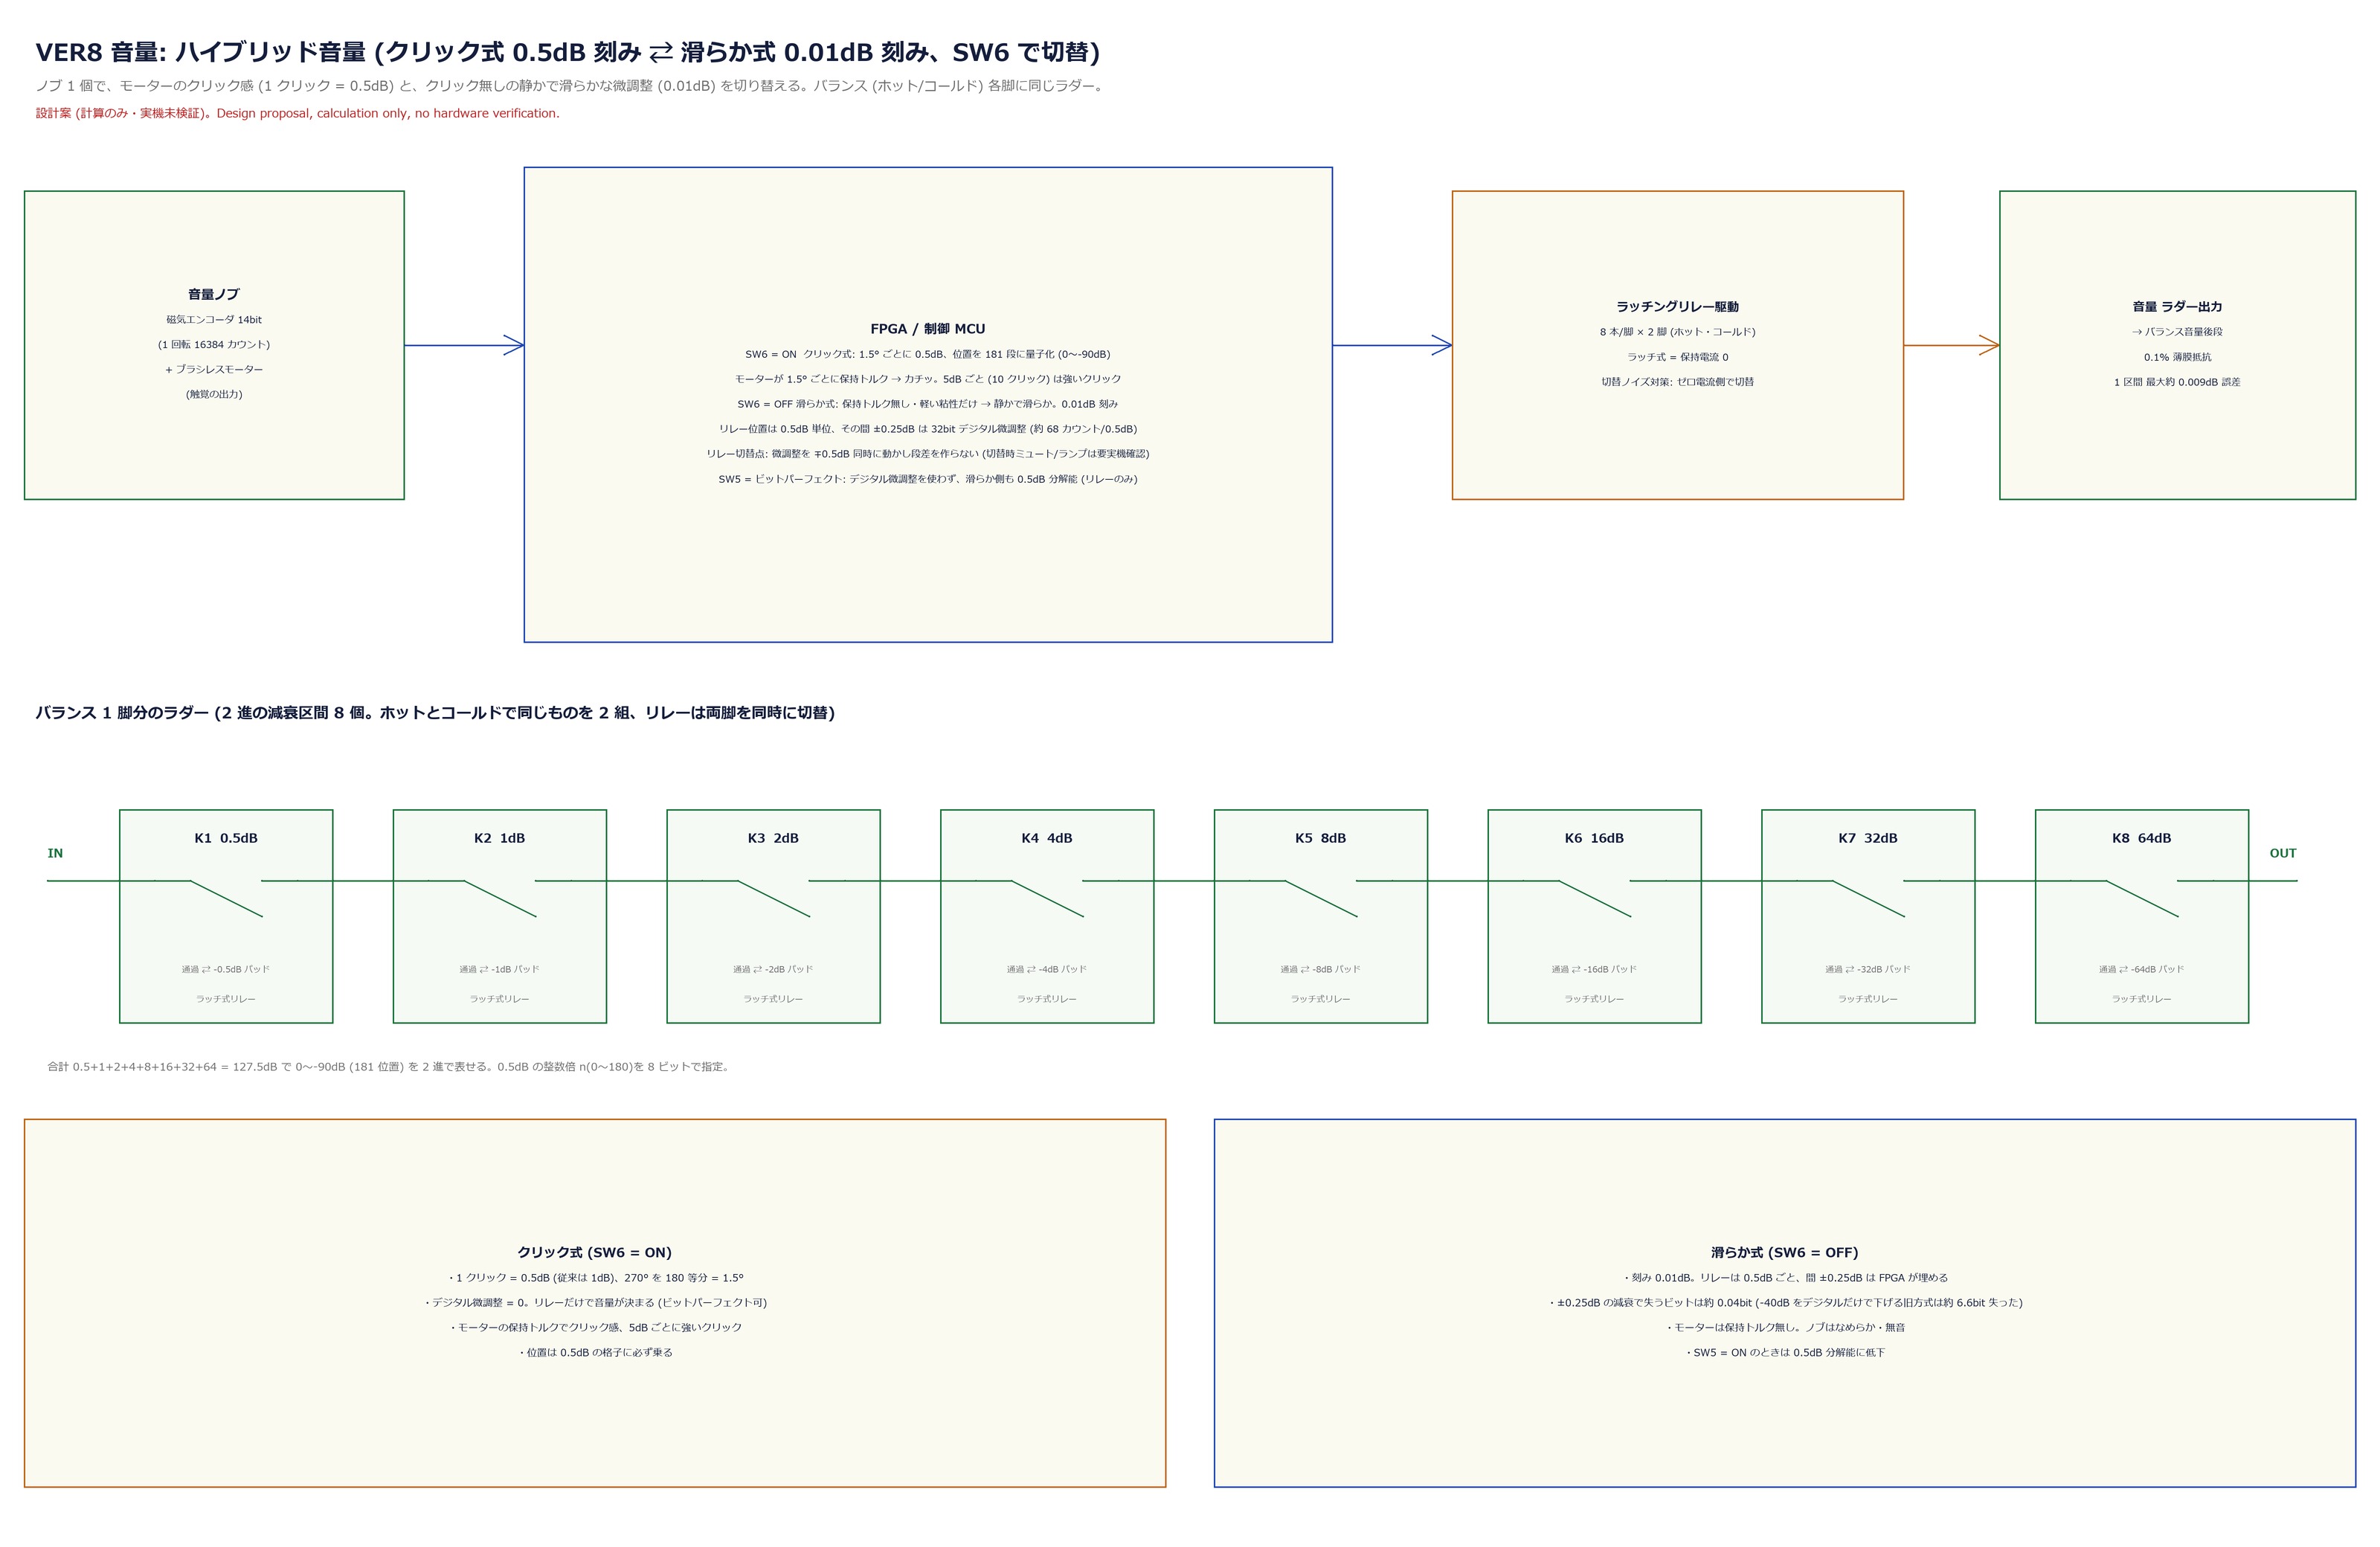 VER8 音量: ハイブリッド音量 (クリック式 0.5dB 刻み ⇄ 滑らか式 0.01dB 刻み、SW6 で切替)
ノブ 1 個で、モーターのクリック感 (1 クリック = 0.5dB) と、クリック無しの静かで滑らかな微調整 (0.01dB) を切り替える。バランス (ホット/コールド) 各脚に同じラダー。
設計案 (計算のみ・実機未検証)。Design proposal, calculation only, no hardware verification.
音量ノブ
磁気エンコーダ 14bit
(1 回転 16384 カウント)
+ ブラシレスモーター
(触覚の出力)
FPGA / 制御 MCU
SW6 = ON クリック式: 1.5° ごとに 0.5dB、位置を 181 段に量子化 (0〜-90dB)
モーターが 1.5° ごとに保持トルク → カチッ。5dB ごと (10 クリック) は強いクリック
SW6 = OFF 滑らか式: 保持トルク無し・軽い粘性だけ → 静かで滑らか。0.01dB 刻み
リレー位置は 0.5dB 単位、その間 ±0.25dB は 32bit デジタル微調整 (約 68 カウント/0.5dB)
リレー切替点: 微調整を ∓0.5dB 同時に動かし段差を作らない (切替時ミュート/ランプは要実機確認)
SW5 = ビットパーフェクト: デジタル微調整を使わず、滑らか側も 0.5dB 分解能 (リレーのみ)
ラッチングリレー駆動
8 本/脚 × 2 脚 (ホット・コールド)
ラッチ式 = 保持電流 0
切替ノイズ対策: ゼロ電流側で切替
音量 ラダー出力
→ バランス音量後段
0.1% 薄膜抵抗
1 区間 最大約 0.009dB 誤差
バランス 1 脚分のラダー (2 進の減衰区間 8 個。ホットとコールドで同じものを 2 組、リレーは両脚を同時に切替)
IN
K1 0.5dB
通過 ⇄ -0.5dB パッド
ラッチ式リレー
K2 1dB
通過 ⇄ -1dB パッド
ラッチ式リレー
K3 2dB
通過 ⇄ -2dB パッド
ラッチ式リレー
K4 4dB
通過 ⇄ -4dB パッド
ラッチ式リレー
K5 8dB
通過 ⇄ -8dB パッド
ラッチ式リレー
K6 16dB
通過 ⇄ -16dB パッド
ラッチ式リレー
K7 32dB
通過 ⇄ -32dB パッド
ラッチ式リレー
K8 64dB
通過 ⇄ -64dB パッド
ラッチ式リレー
OUT
合計 0.5+1+2+4+8+16+32+64 = 127.5dB で 0〜-90dB (181 位置) を 2 進で表せる。0.5dB の整数倍 n(0〜180)を 8 ビットで指定。
クリック式 (SW6 = ON)
・1 クリック = 0.5dB (従来は 1dB)、270° を 180 等分 = 1.5°
・デジタル微調整 = 0。リレーだけで音量が決まる (ビットパーフェクト可)
・モーターの保持トルクでクリック感、5dB ごとに強いクリック
・位置は 0.5dB の格子に必ず乗る
滑らか式 (SW6 = OFF)
・刻み 0.01dB。リレーは 0.5dB ごと、間 ±0.25dB は FPGA が埋める
・±0.25dB の減衰で失うビットは約 0.04bit (-40dB をデジタルだけで下げる旧方式は約 6.6bit 失った)
・モーターは保持トルク無し。ノブはなめらか・無音
・SW5 = ON のときは 0.5dB 分解能に低下